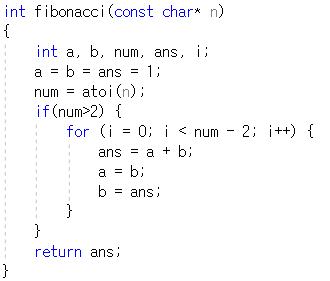 int fibonacci(const char* n)
{
    int a, b, num, ans, i;
    a = b = ans = 1;
    num = atoi(n);
    if(num>2) {
        for (i = 0; i < num - 2; i++) {
            ans = a + b;
            a = b;
            b = ans;
        }
    }
    return ans;
}